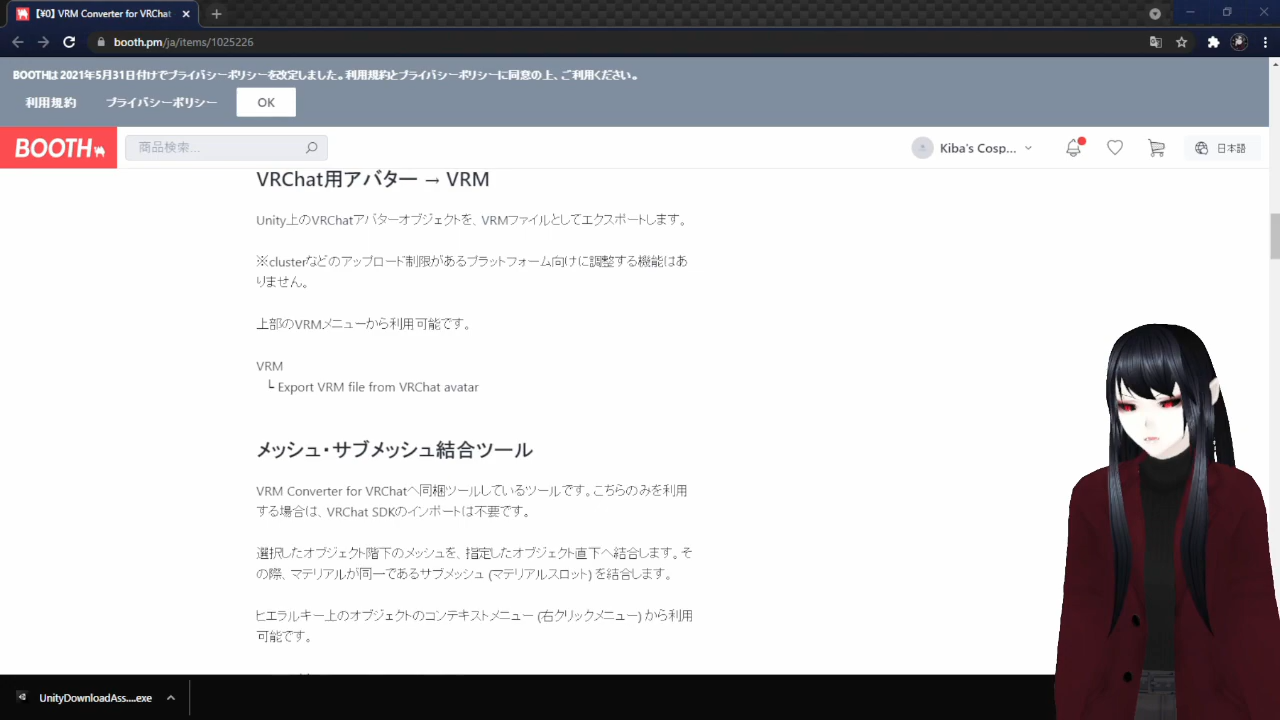 【¥0】VRM Converter for VRChat
booth.pm/ja/items/1025226
BOOTHは2021年5月31日付けでプライバシーポリシーを改定しました。利用規約とプライバシーポリシーに同意の上、ご利用ください。
利用規約 プライバシーポリシー OK
BOOTH 商品検索... Kiba's Cosp... 日本語
VRChat用アバター → VRM
Unity上のVRChatアバターオブジェクトを、VRMファイルとしてエクスポートします。
※clusterなどのアップロード制限があるプラットフォーム向けに調整する機能はあ
りません。
上部のVRMメニューから利用可能です。
VRM
┗ Export VRM file from VRChat avatar
メッシュ・サブメッシュ結合ツール
VRM Converter for VRChatへ同梱ツールしているツールです。こちらのみを利用
する場合は、VRChat SDKのインポートは不要です。
選択したオブジェクト階下のメッシュを、指定したオブジェクト直下へ結合します。そ
の際、マテリアルが同一であるサブメッシュ (マテリアルスロット) を結合します。
ヒエラルキー上のオブジェクトのコンテキストメニュー (右クリックメニュー) から利用
可能です。
UnityDownloadAss....exe